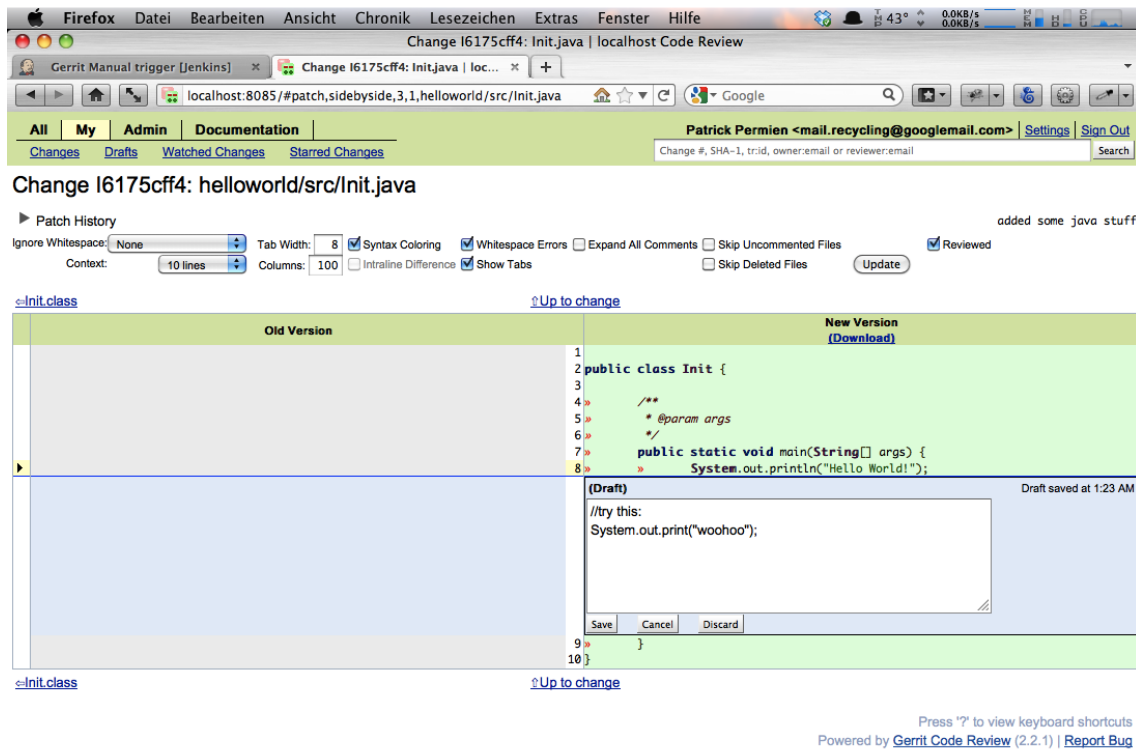 Firefox Datei Bearbeiten Ansicht Chronik Lesezeichen Extras Fenster Hilfe 43° 0.0KB/s 0.0KB/s
Change I6175cff4: Init.java | localhost Code Review
Gerrit Manual trigger [Jenkins] × Change I6175cff4: Init.java | loc... × +
localhost:8085/#patch,sidebyside,3,1,helloworld/src/Init.java Google
All My Admin Documentation Patrick Permien <mail.recycling@googlemail.com> Settings Sign Out
Changes Drafts Watched Changes Starred Changes Change #, SHA-1, tr:id, owner:email or reviewer:email Search
Change I6175cff4: helloworld/src/Init.java
Patch History added some java stuff
Ignore Whitespace: None Tab Width: 8 Syntax Coloring Whitespace Errors Expand All Comments Skip Uncommented Files Reviewed
Context: 10 lines Columns: 100 Intraline Difference Show Tabs Skip Deleted Files Update
⇦Init.class ⇧Up to change
Old Version New Version
(Download)
1
2 public class Init {
3
4 » /**
5 » * @param args
6 » */
7 » public static void main(String[] args) {
8 » » System.out.println("Hello World!");
(Draft) Draft saved at 1:23 AM
//try this:
System.out.print("woohoo");
Save Cancel Discard
9 » }
10 }
⇦Init.class ⇧Up to change
Press '?' to view keyboard shortcuts
Powered by Gerrit Code Review (2.2.1) | Report Bug